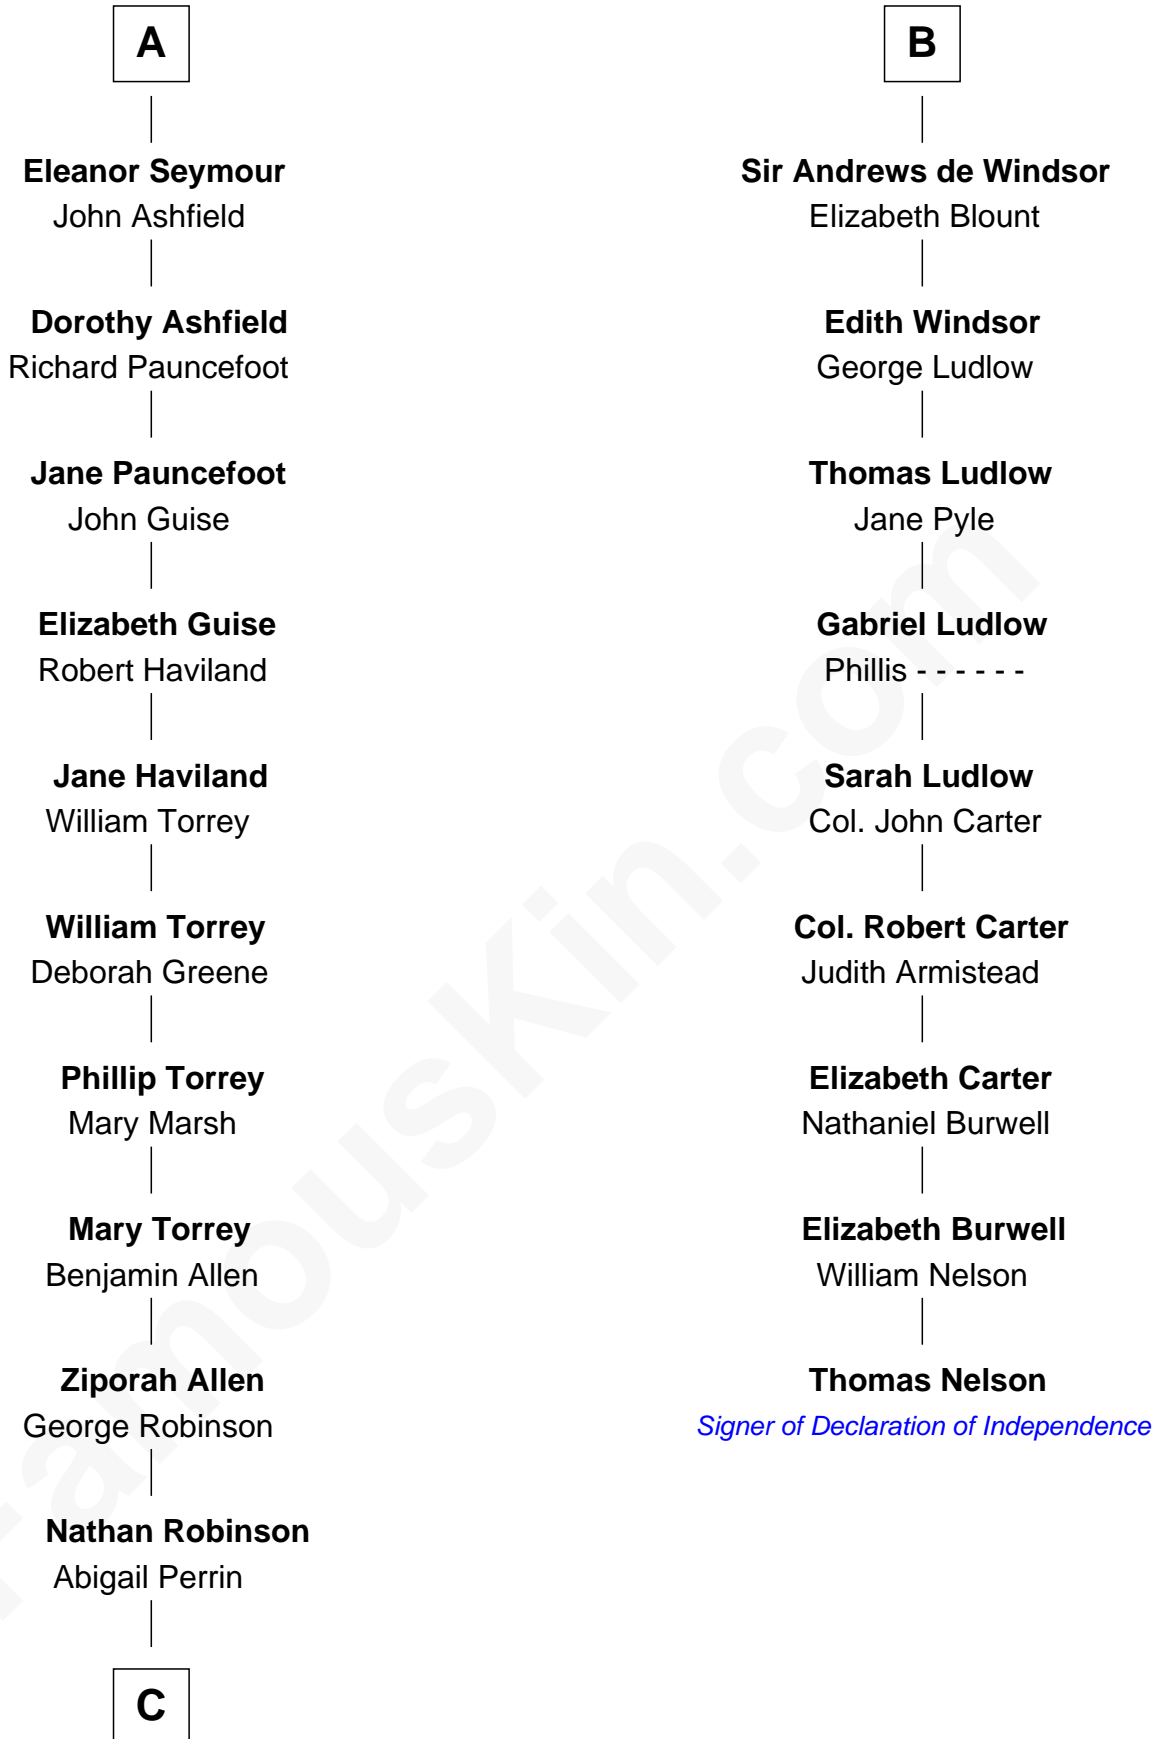 A
Eleanor Seymour
John Ashfield
Dorothy Ashfield
Richard Pauncefoot
Jane Pauncefoot
John Guise
Elizabeth Guise
Robert Haviland
Jane Haviland
William Torrey
William Torrey
Deborah Greene
Phillip Torrey
Mary Marsh
Mary Torrey
Benjamin Allen
Ziporah Allen
George Robinson
Nathan Robinson
Abigail Perrin
C
B
Sir Andrews de Windsor
Elizabeth Blount
Edith Windsor
George Ludlow
Thomas Ludlow
Jane Pyle
Gabriel Ludlow
Phillis - - - - - -
Sarah Ludlow
Col. John Carter
Col. Robert Carter
Judith Armistead
Elizabeth Carter
Nathaniel Burwell
Elizabeth Burwell
William Nelson
Thomas Nelson
Signer of Declaration of Independence
FamousKin.com